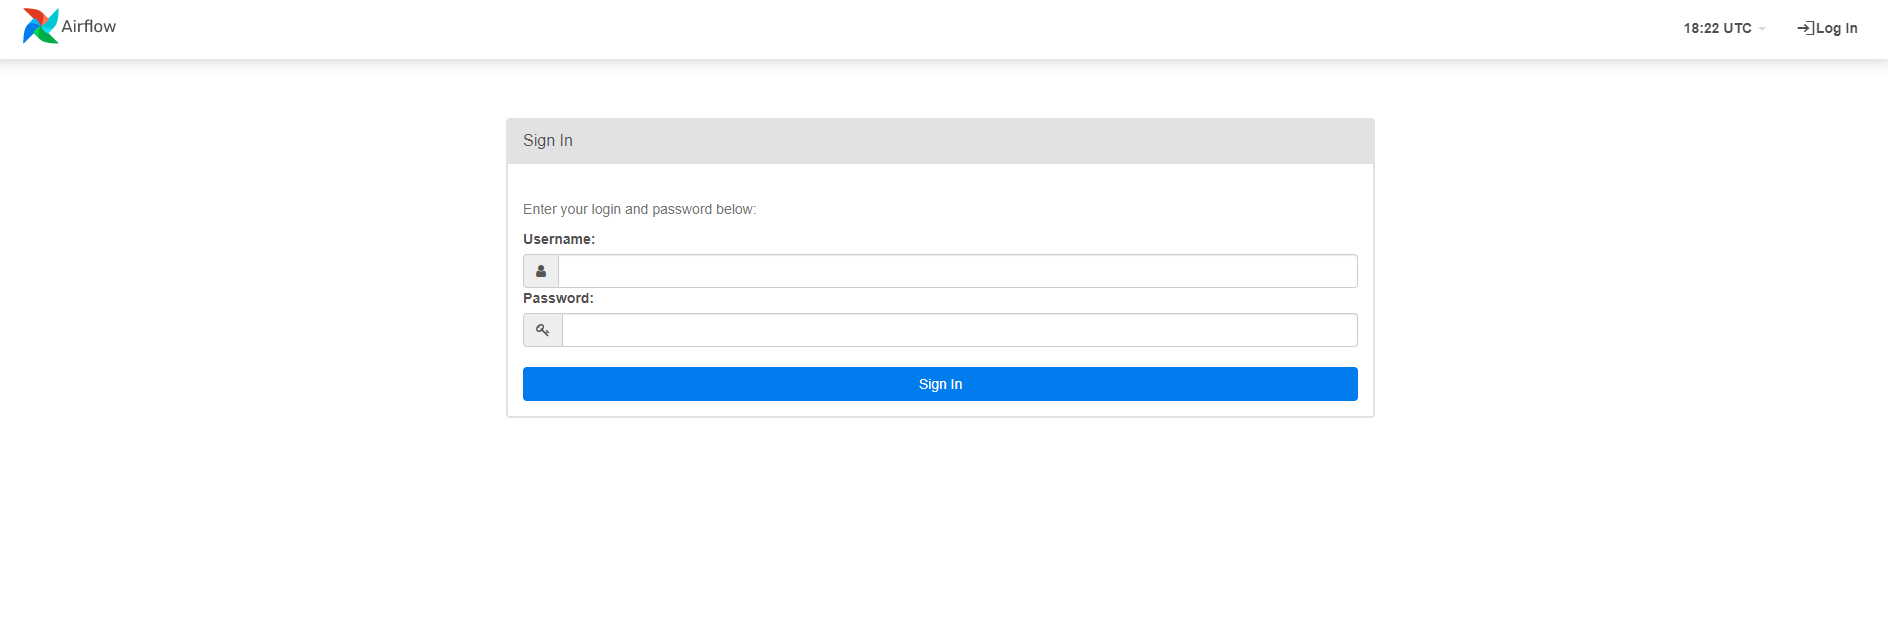 Airflow
18:22 UTC
Log In
Sign In
Enter your login and password below:
Username:
Password:
Sign In